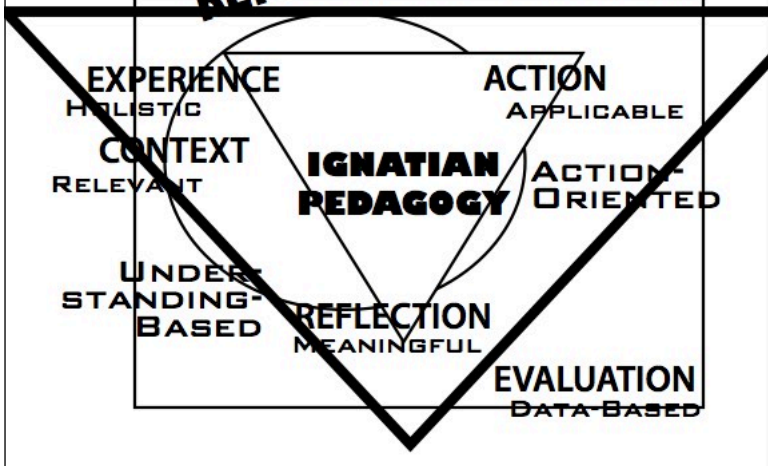 EXPERIENCE
HOLISTIC
ACTION
APPLICABLE
CONTEXT
RELEVANT
IGNATIAN
PEDAGOGY
ACTION-
ORIENTED
UNDER-
STANDING-
BASED
REFLECTION
MEANINGFUL
EVALUATION
DATA-BASED